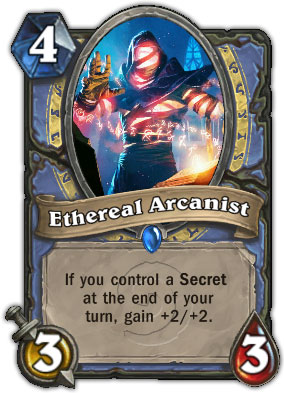 4
Ethereal Arcanist
If you control a Secret
at the end of your
turn, gain +2/+2.
3
3